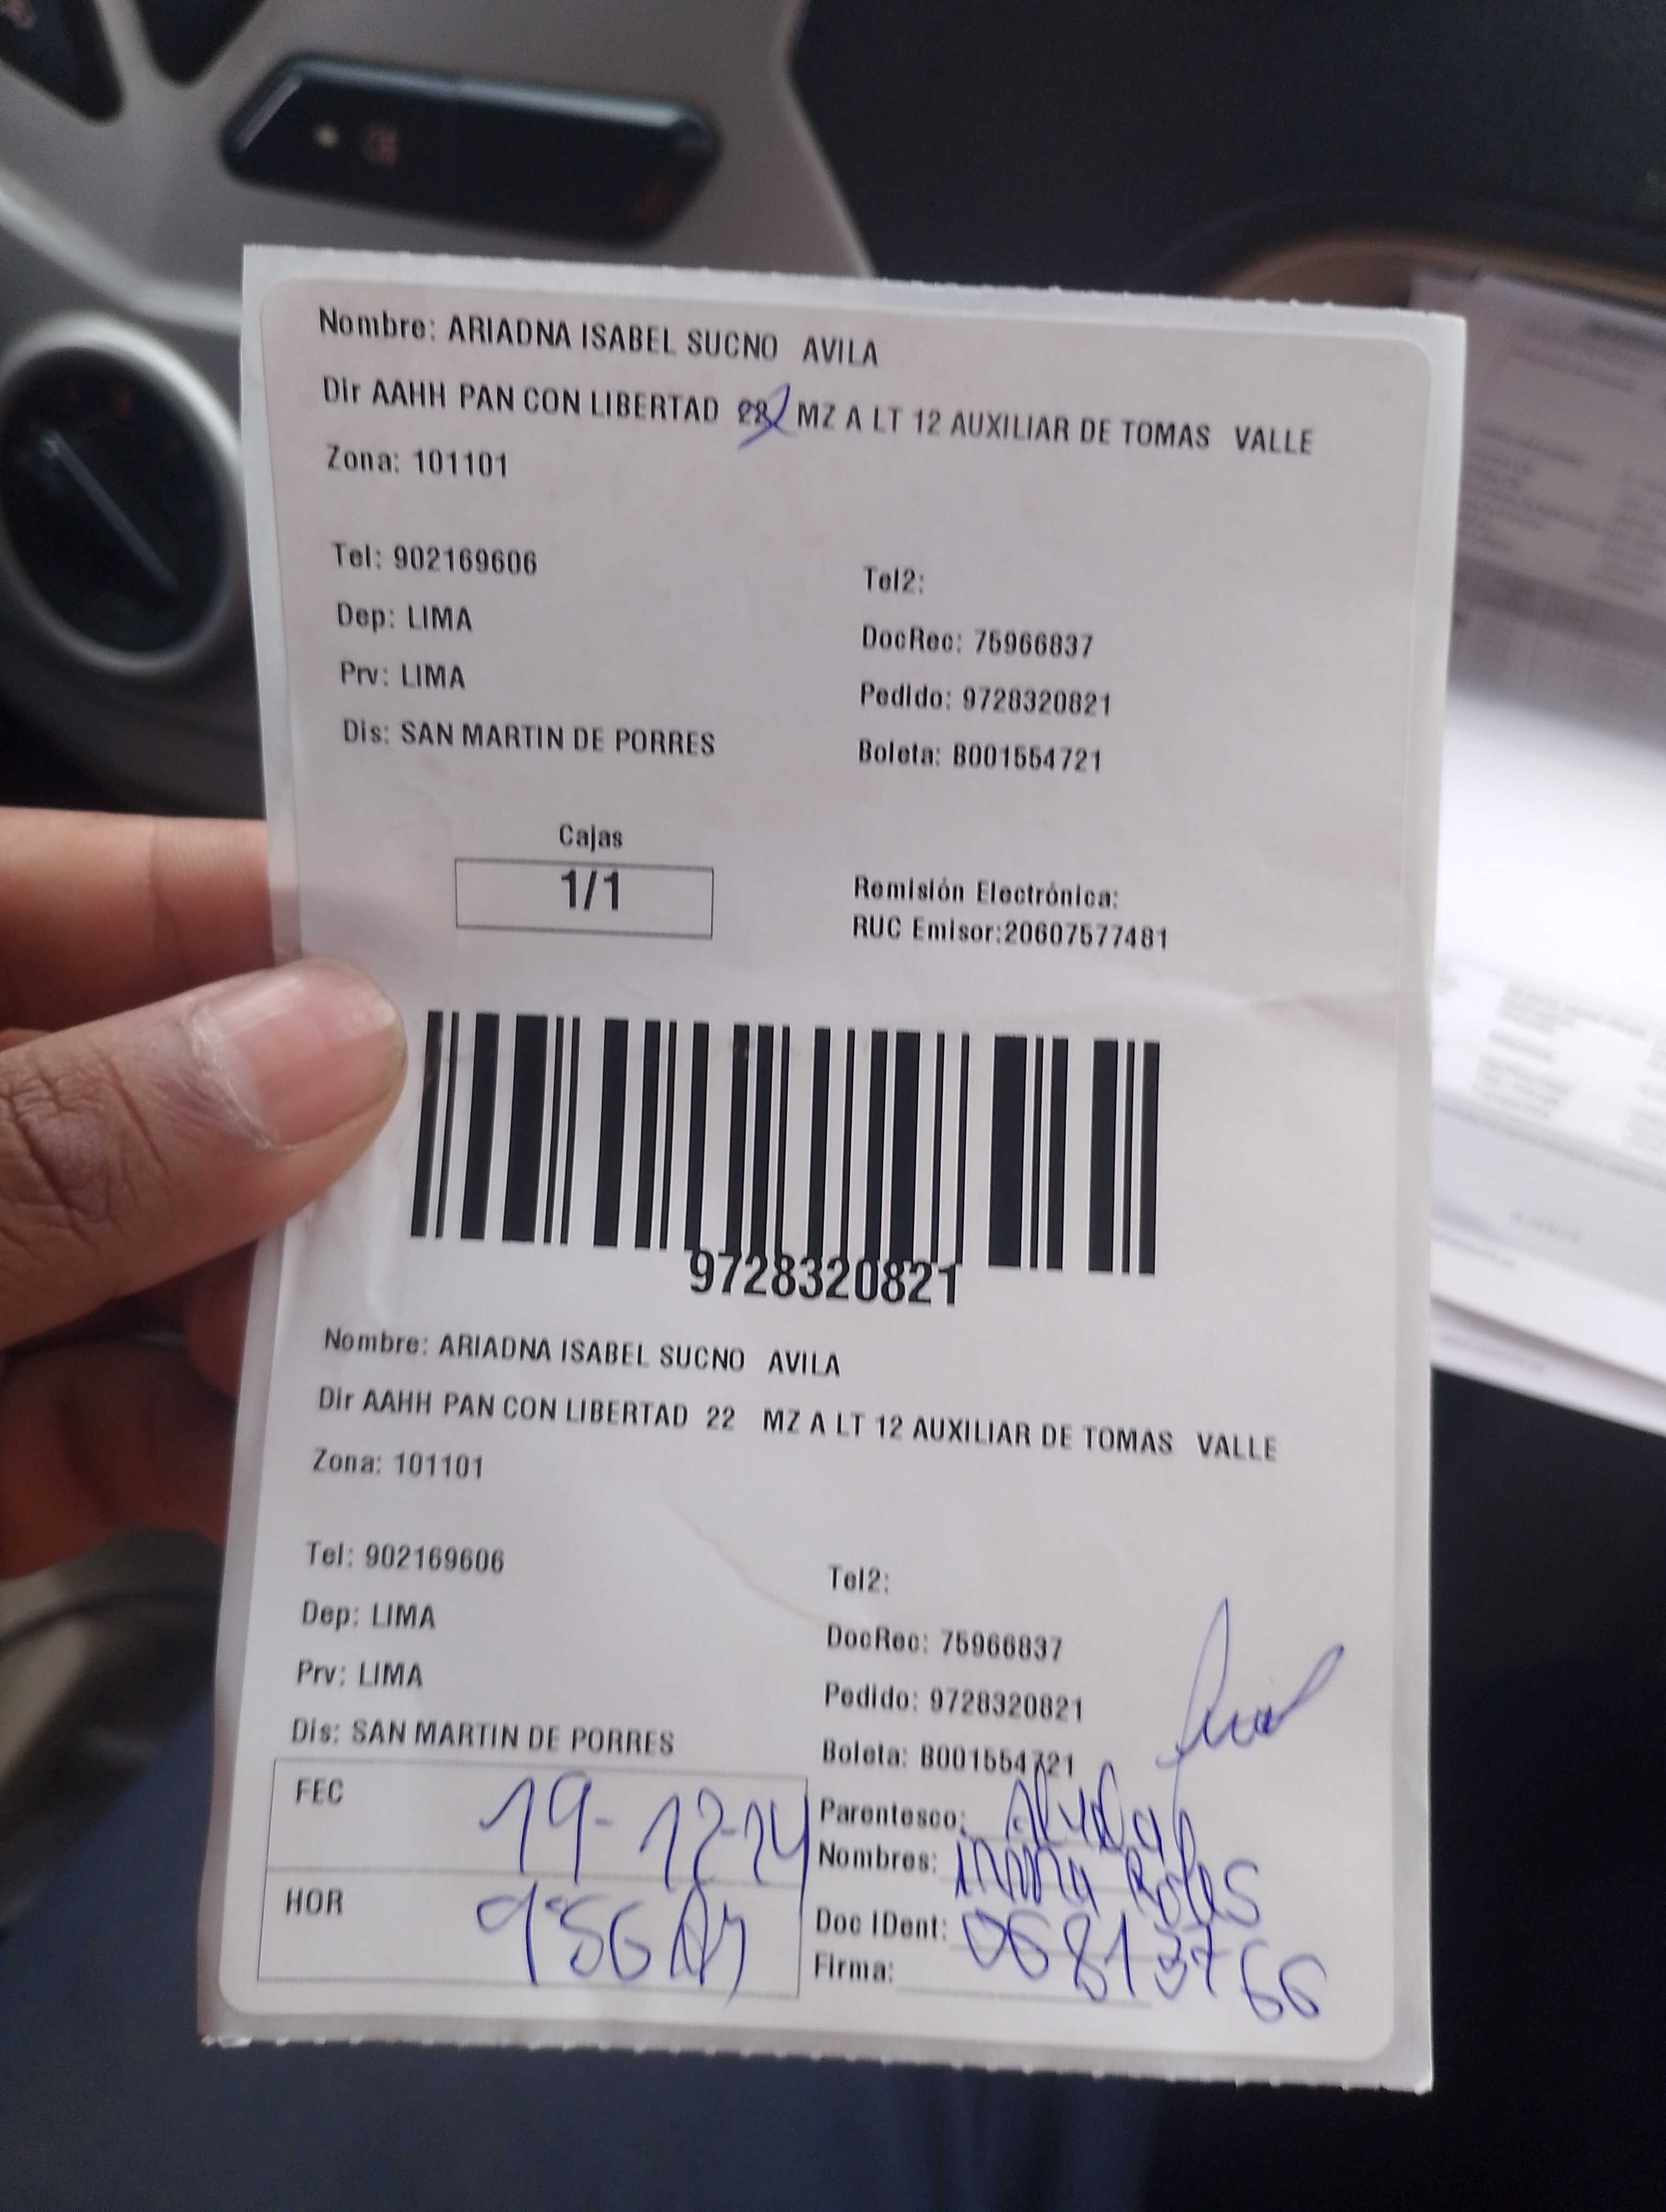 Nombre: ARIADNA ISABEL SUCNO AVILA
Dir AAHH PAN CON LIBERTAD 22 MZ A LT 12 AUXILIAR DE TOMAS VALLE
Zona: 101101
Tel: 902169606
Tel2:
Dep: LIMA
DocRec: 75966837
Prv: LIMA
Pedido: 9728320821
Dis: SAN MARTIN DE PORRES
Boleta: B001554721
Cajas
1/1
Remisión Electrónica:
RUC Emisor:20607577481
9728320821
Nombre: ARIADNA ISABEL SUCNO AVILA
Dir AAHH PAN CON LIBERTAD 22 MZ A LT 12 AUXILIAR DE TOMAS VALLE
Zona: 101101
Tel: 902169606
Tel2:
Dep: LIMA
DocRec: 75966837
Prv: LIMA
Pedido: 9728320821
Dis: SAN MARTIN DE PORRES
Boleta: B001554721
FEC 19-12-24
Parentesco:
Nombres:
HOR 956 AM
Doc IDent: 06813766
Firma: